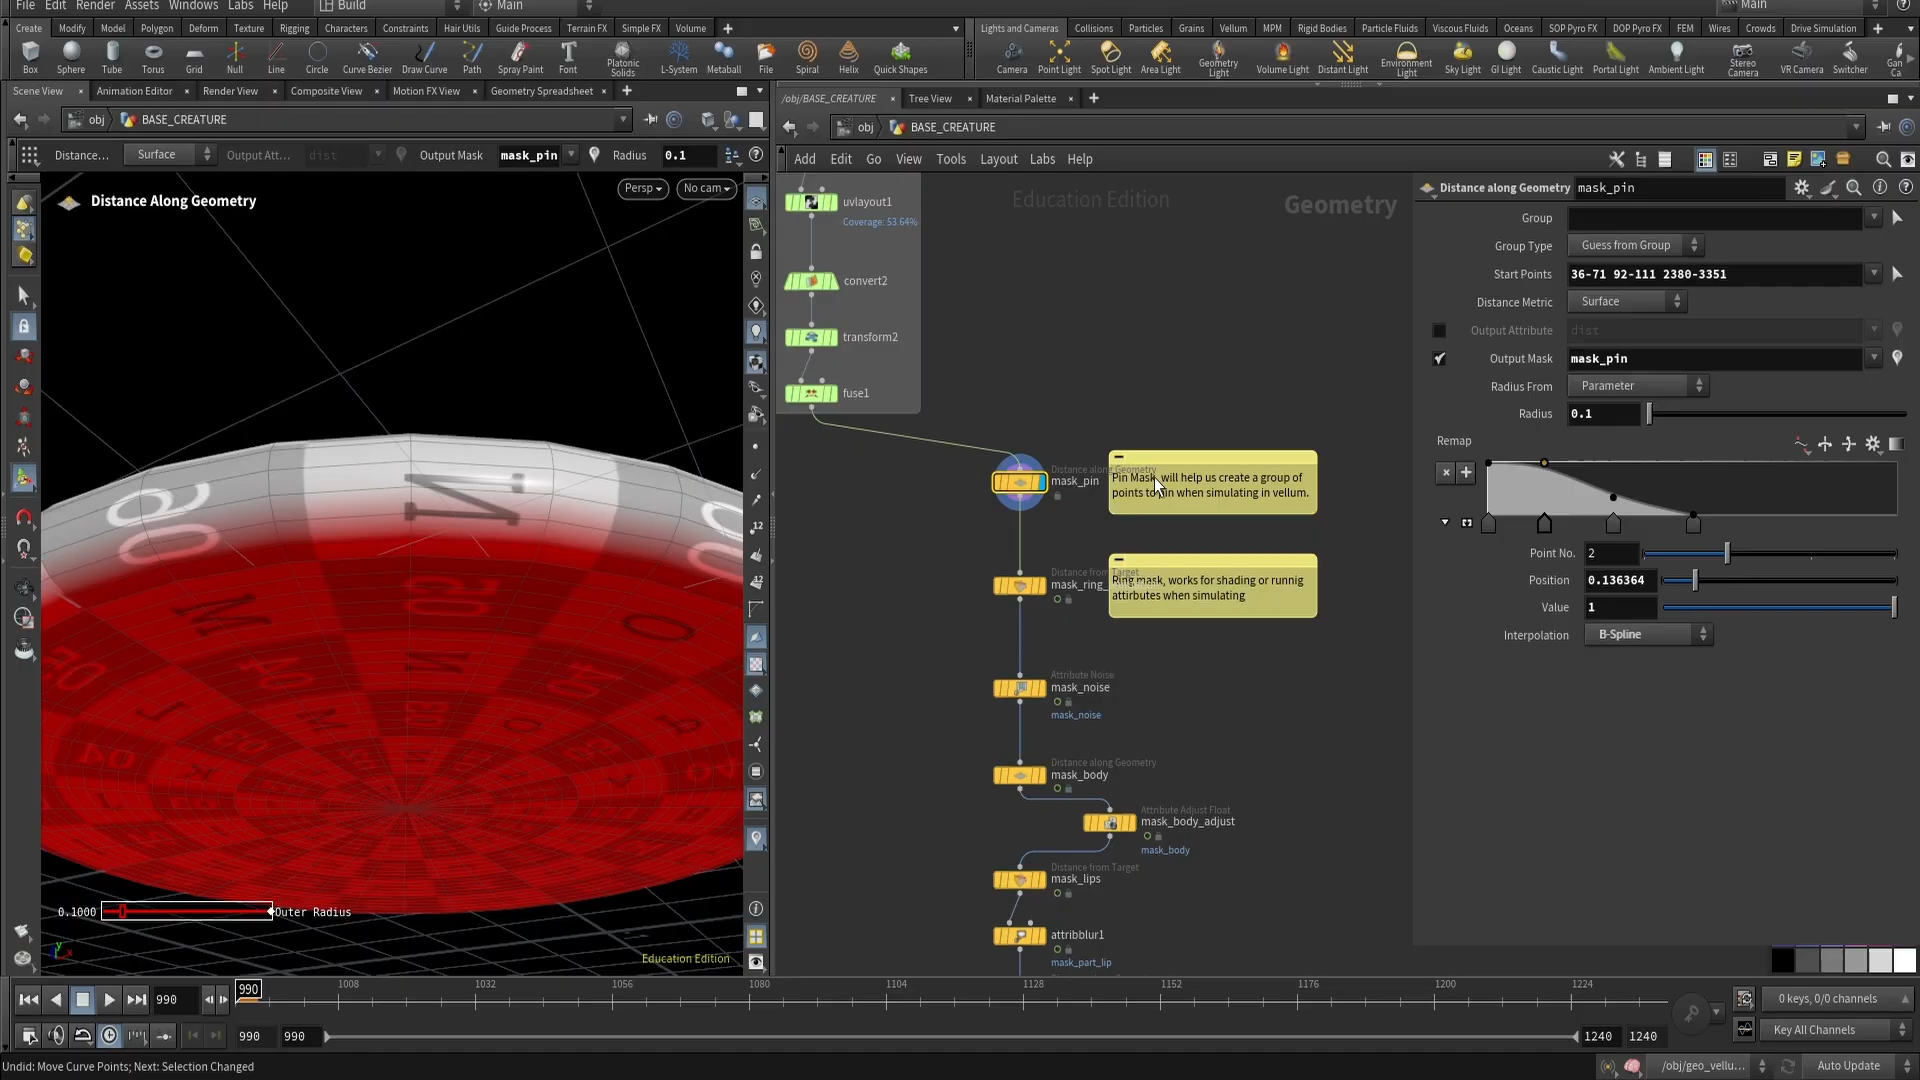 File Edit Render Assets Windows Labs Help Build Main Main
Create Modify Model Polygon Deform Texture Rigging Characters Constraints Hair Utils Guide Process Terrain FX Simple FX Volume
Lights and Cameras Collisions Particles Grains Vellum MPM Rigid Bodies Particle Fluids Viscous Fluids Oceans SOP Pyro FX DOP Pyro FX FEM Wires Crowds Drive Simulation
Box Sphere Tube Torus Grid Null Line Circle Curve Bezier Draw Curve Path Spray Paint Font Platonic Solids L-System Metaball File Spiral Helix Quick Shapes
Camera Point Light Spot Light Area Light Geometry Light Volume Light Distant Light Environment Light Sky Light GI Light Caustic Light Portal Light Ambient Light Stereo Camera VR Camera Switcher Gan Ca
Scene View Animation Editor Render View Composite View Motion FX View Geometry Spreadsheet
/obj/BASE_CREATURE Tree View Material Palette
obj BASE_CREATURE
obj BASE_CREATURE
Distance... Surface Output Att... dist Output Mask mask_pin Radius 0.1
Add Edit Go View Tools Layout Labs Help
Distance Along Geometry
Persp No cam
Education Edition
Geometry
uvlayout1
Coverage: 53.64%
convert2
transform2
fuse1
Distance along Geometry
mask_pin
Pin Mask, will help us create a group of
points to pin when simulating in vellum.
Distance from Target
mask_ring_
Ring mask, works for shading or runnig
attirbutes when simulating
Attribute Noise
mask_noise
mask_noise
Distance along Geometry
mask_body
Attribute Adjust Float
mask_body_adjust
mask_body
Distance from Target
mask_lips
attribblur1
mask_part_lip
Distance along Geometry mask_pin
Group
Group Type Guess from Group
Start Points 36-71 92-111 2380-3351
Distance Metric Surface
Output Attribute dist
Output Mask mask_pin
Radius From Parameter
Radius 0.1
Remap
Point No. 2
Position 0.136364
Value 1
Interpolation B-Spline
0.1000 Outer Radius
Education Edition
990 990 1008 1032 1056 1080 1104 1128 1152 1176 1200 1224
0 keys, 0/0 channels
990 990 1240 1240 Key All Channels
Undid: Move Curve Points; Next: Selection Changed
/obj/geo_vellu... Auto Update